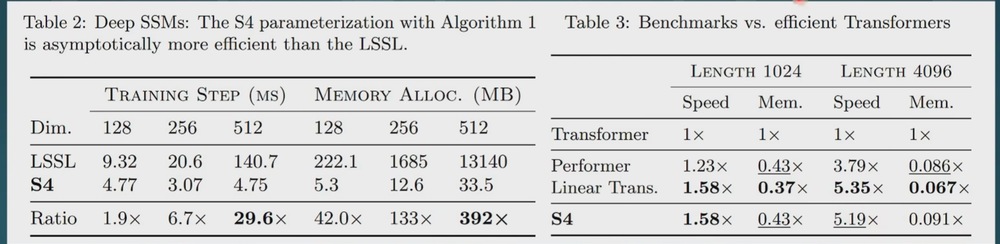 Table 2: Deep SSMs: The S4 parameterization with Algorithm 1
is asymptotically more efficient than the LSSL.
TRAINING STEP (MS) MEMORY ALLOC. (MB)
Dim. 128 256 512 128 256 512
LSSL 9.32 20.6 140.7 222.1 1685 13140
S4 4.77 3.07 4.75 5.3 12.6 33.5
Ratio 1.9× 6.7× 29.6× 42.0× 133× 392×
Table 3: Benchmarks vs. efficient Transformers
LENGTH 1024 LENGTH 4096
Speed Mem. Speed Mem.
Transformer 1× 1× 1× 1×
Performer 1.23× 0.43× 3.79× 0.086×
Linear Trans. 1.58× 0.37× 5.35× 0.067×
S4 1.58× 0.43× 5.19× 0.091×